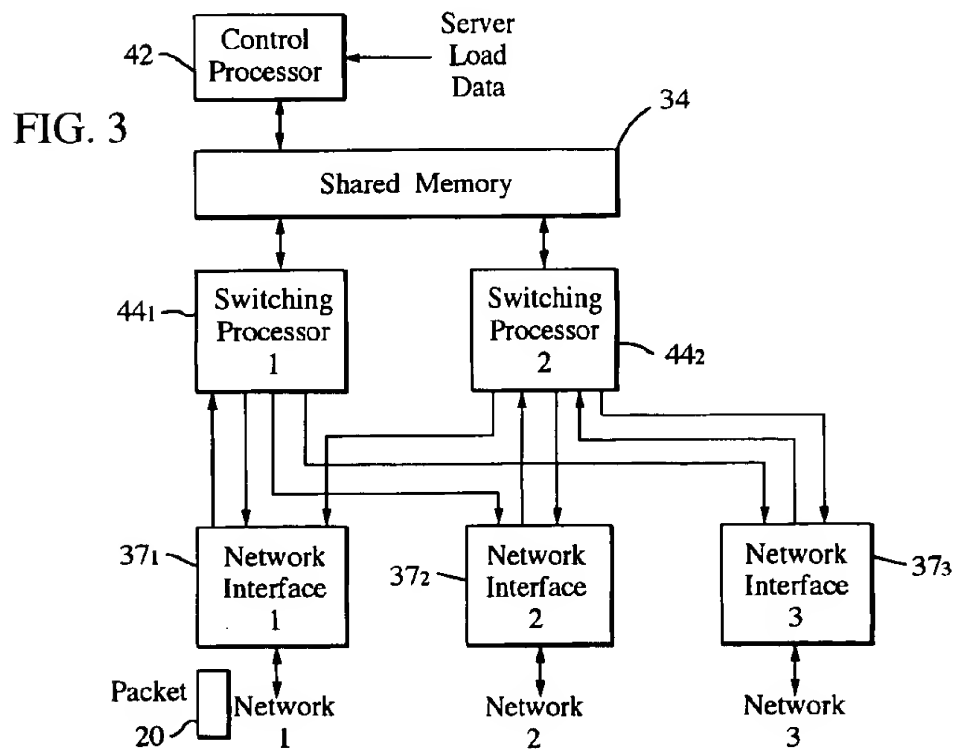 42
Control
Processor
Server
Load
Data
FIG. 3
34
Shared Memory
44₁
Switching
Processor
1
Switching
Processor
2
44₂
37₁
Network
Interface
1
37₂
Network
Interface
2
Network
Interface
3
37₃
Packet
20
Network
1
Network
2
Network
3